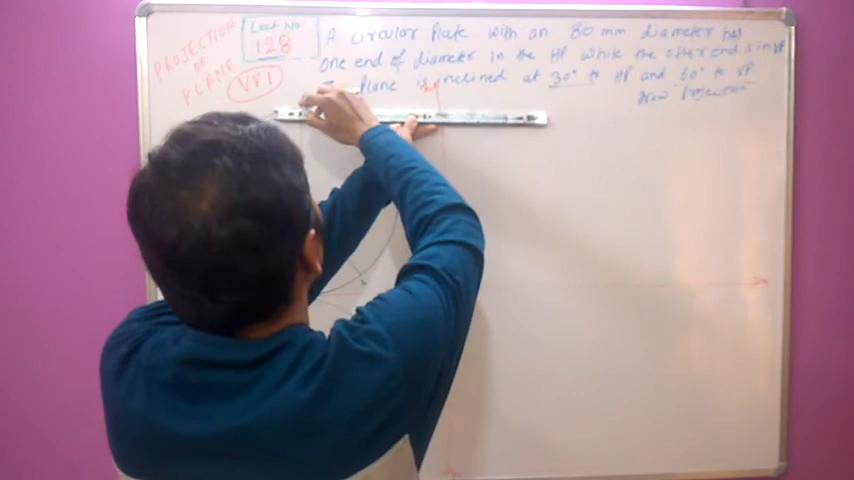 PROJECTION
OF
PLANE
VVI
Lect No
128
A circular Plate with an 80 mm diameter has
one end of diameter in the HP while the other end is in VP
plane is inclined at 30° to HP and 60° to VP
Draw Projection